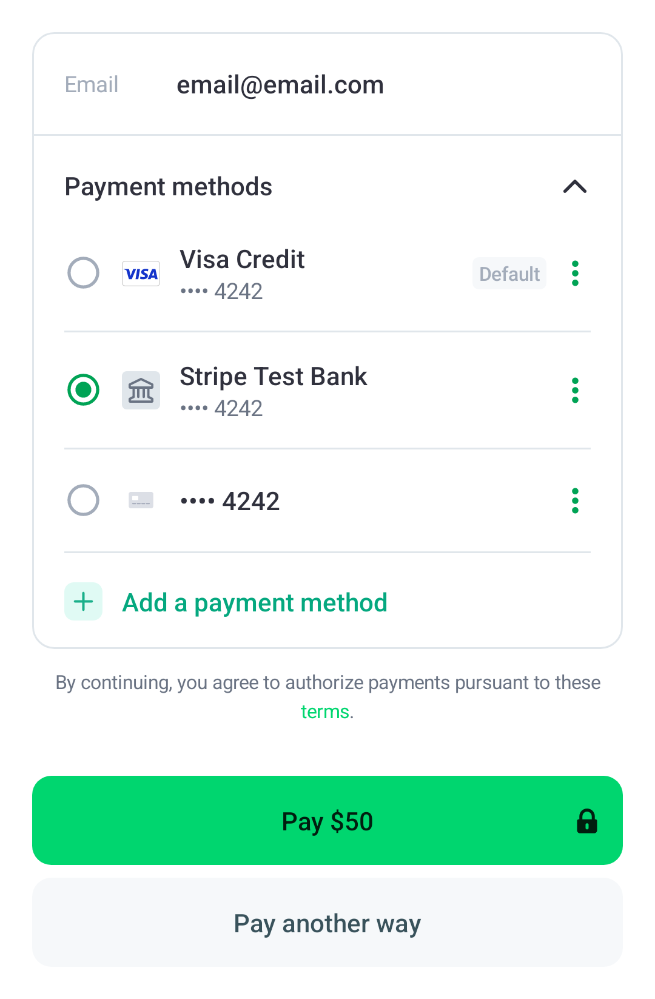 Email email@email.com
Payment methods
VISA Visa Credit Default
•••• 4242
Stripe Test Bank
•••• 4242
•••• 4242
Add a payment method
By continuing, you agree to authorize payments pursuant to these
terms.
Pay $50
Pay another way